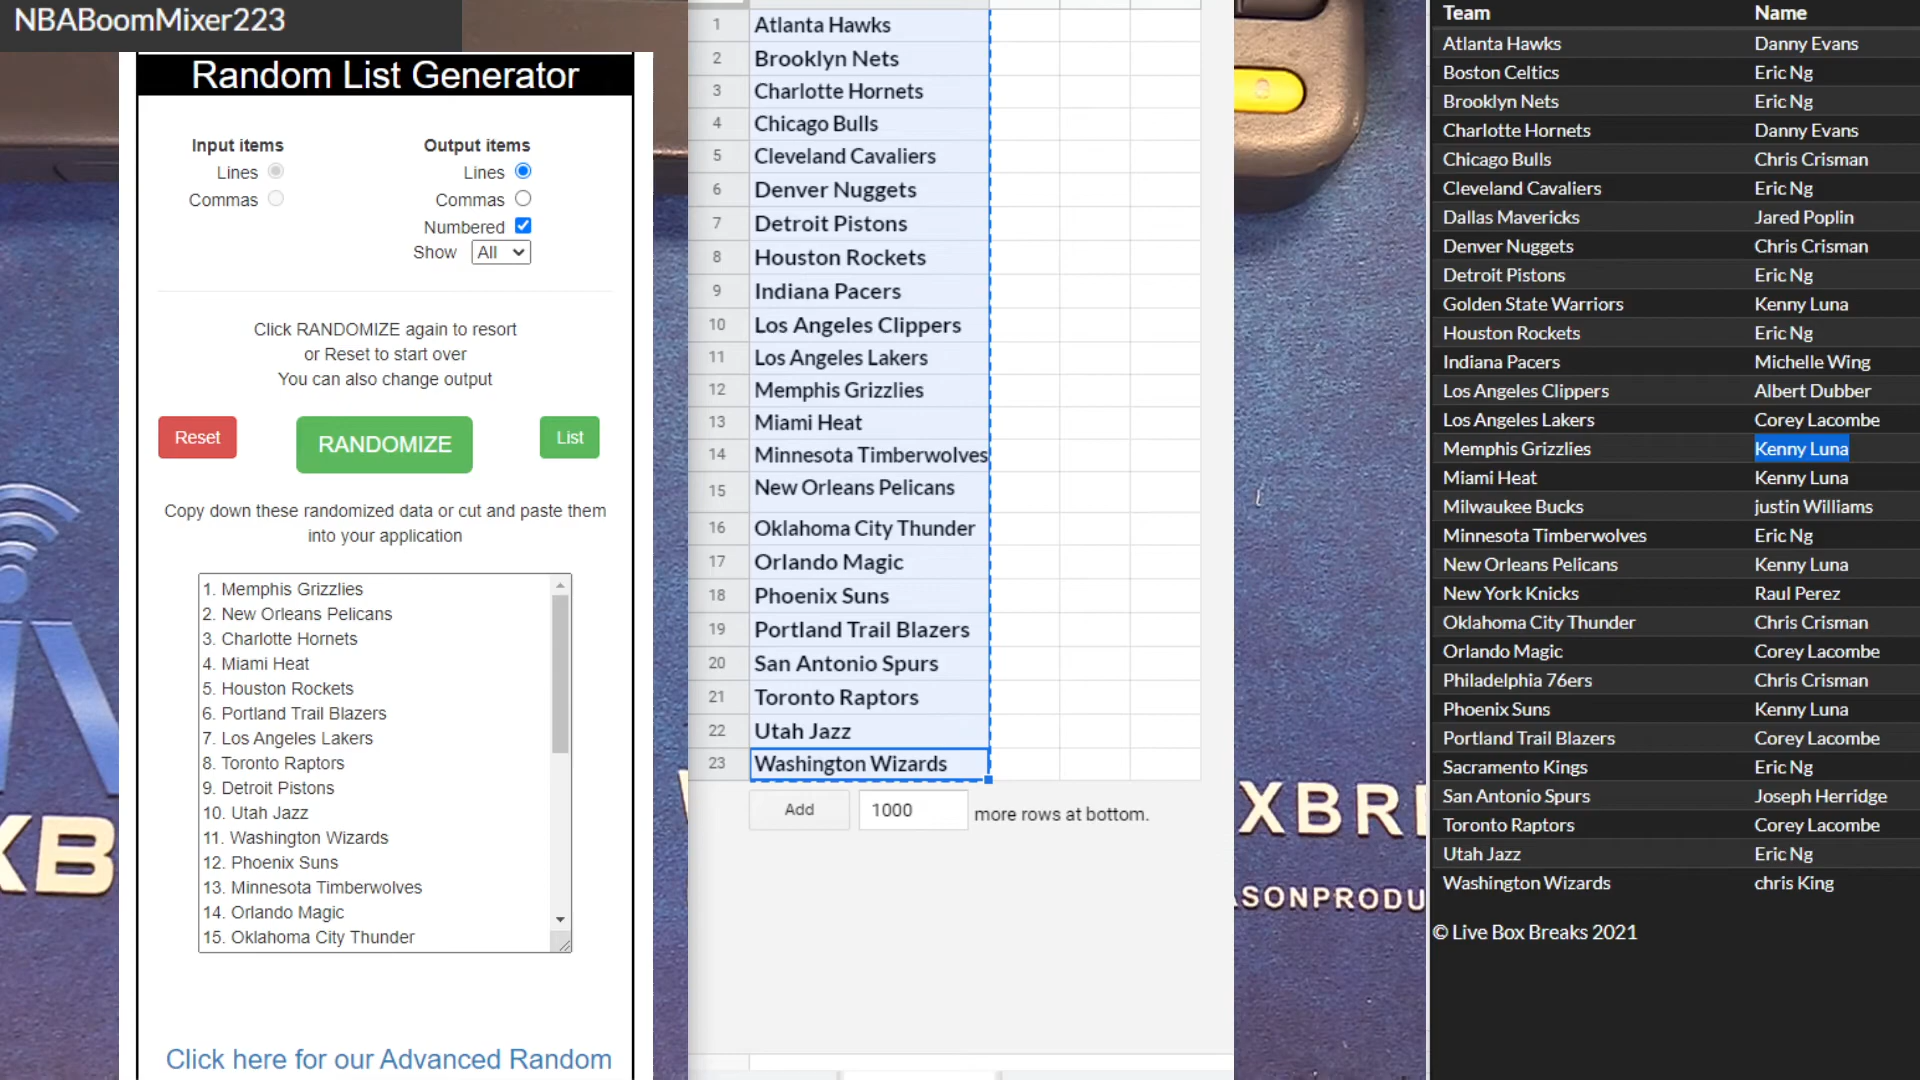 NBABoomMixer223
Random List Generator
Input items
Lines
Commas
Output items
Lines
Commas
Numbered
Show All
Click RANDOMIZE again to resort
or Reset to start over
You can also change output
Reset
RANDOMIZE
List
Copy down these randomized data or cut and paste them
into your application
1. Memphis Grizzlies
2. New Orleans Pelicans
3. Charlotte Hornets
4. Miami Heat
5. Houston Rockets
6. Portland Trail Blazers
7. Los Angeles Lakers
8. Toronto Raptors
9. Detroit Pistons
10. Utah Jazz
11. Washington Wizards
12. Phoenix Suns
13. Minnesota Timberwolves
14. Orlando Magic
15. Oklahoma City Thunder
Click here for our Advanced Random
1 Atlanta Hawks
2 Brooklyn Nets
3 Charlotte Hornets
4 Chicago Bulls
5 Cleveland Cavaliers
6 Denver Nuggets
7 Detroit Pistons
8 Houston Rockets
9 Indiana Pacers
10 Los Angeles Clippers
11 Los Angeles Lakers
12 Memphis Grizzlies
13 Miami Heat
14 Minnesota Timberwolves
15 New Orleans Pelicans
16 Oklahoma City Thunder
17 Orlando Magic
18 Phoenix Suns
19 Portland Trail Blazers
20 San Antonio Spurs
21 Toronto Raptors
22 Utah Jazz
23 Washington Wizards
Add 1000 more rows at bottom.
Team Name
Atlanta Hawks Danny Evans
Boston Celtics Eric Ng
Brooklyn Nets Eric Ng
Charlotte Hornets Danny Evans
Chicago Bulls Chris Crisman
Cleveland Cavaliers Eric Ng
Dallas Mavericks Jared Poplin
Denver Nuggets Chris Crisman
Detroit Pistons Eric Ng
Golden State Warriors Kenny Luna
Houston Rockets Eric Ng
Indiana Pacers Michelle Wing
Los Angeles Clippers Albert Dubber
Los Angeles Lakers Corey Lacombe
Memphis Grizzlies Kenny Luna
Miami Heat Kenny Luna
Milwaukee Bucks justin Williams
Minnesota Timberwolves Eric Ng
New Orleans Pelicans Kenny Luna
New York Knicks Raul Perez
Oklahoma City Thunder Chris Crisman
Orlando Magic Corey Lacombe
Philadelphia 76ers Chris Crisman
Phoenix Suns Kenny Luna
Portland Trail Blazers Corey Lacombe
Sacramento Kings Eric Ng
San Antonio Spurs Joseph Herridge
Toronto Raptors Corey Lacombe
Utah Jazz Eric Ng
Washington Wizards chris King
© Live Box Breaks 2021
XB
XBR
SONPRODU